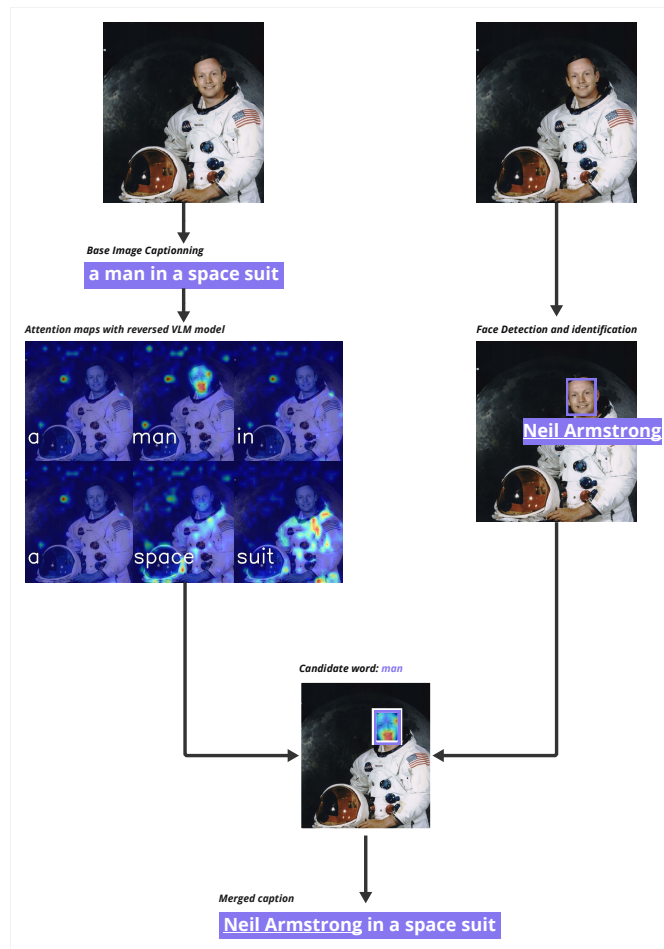 Base Image Captionning
a man in a space suit
Attention maps with reversed VLM model
a
man
in
a
space
suit
Face Detection and identification
Neil Armstrong
Candidate word: man
Merged caption
Neil Armstrong in a space suit